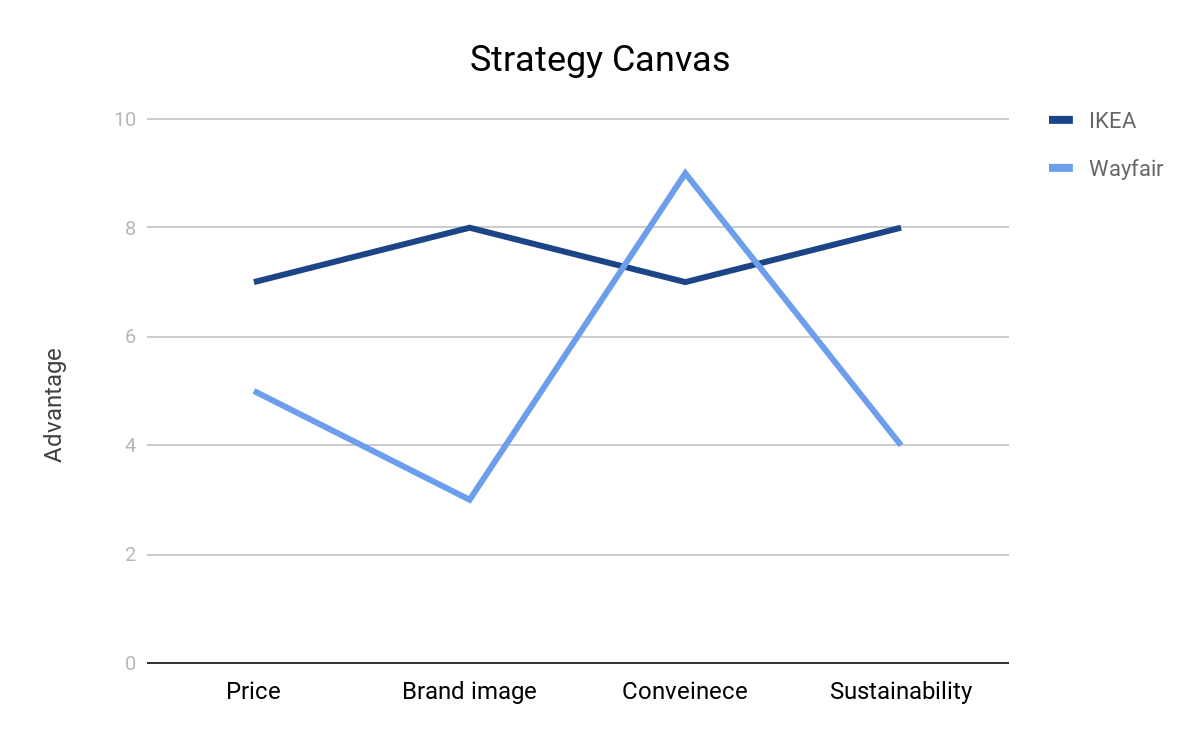 Strategy Canvas
10
8
6
4
2
0
Advantage
Price
Brand image
Conveinece
Sustainability
IKEA
Wayfair